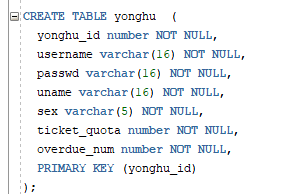 CREATE TABLE yonghu (
yonghu_id number NOT NULL,
username varchar(16) NOT NULL,
passwd varchar(16) NOT NULL,
uname varchar(16) NOT NULL,
sex varchar(5) NOT NULL,
ticket_quota number NOT NULL,
overdue_num number NOT NULL,
PRIMARY KEY (yonghu_id)
);